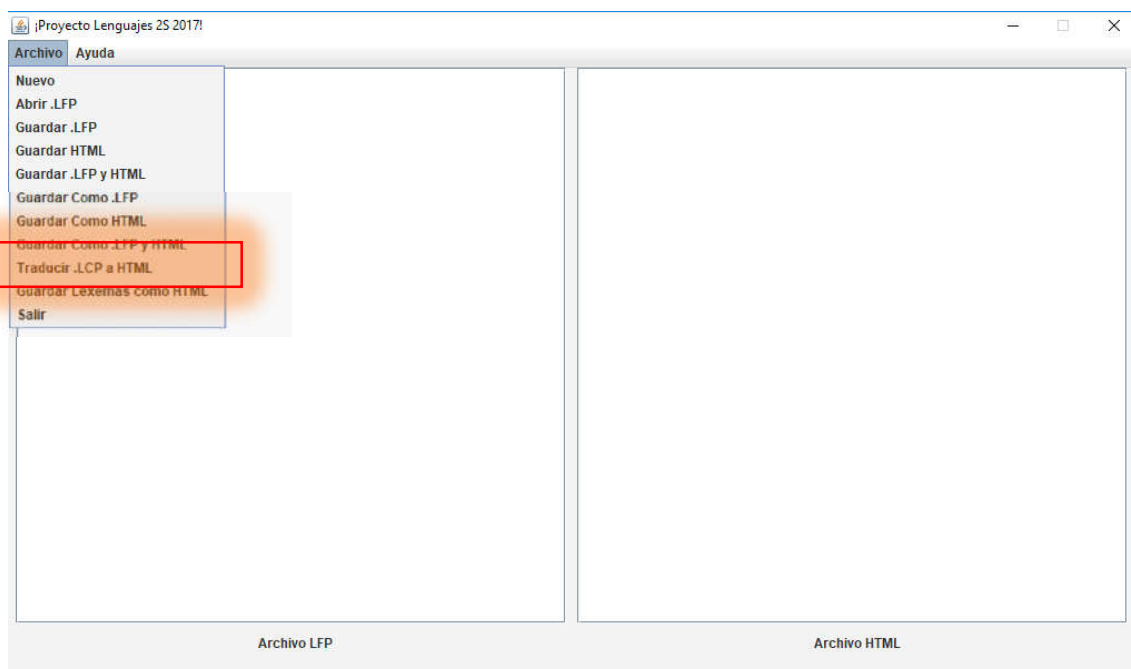 ¡Proyecto Lenguajes 2S 2017!
Archivo Ayuda
Nuevo
Abrir .LFP
Guardar .LFP
Guardar HTML
Guardar .LFP y HTML
Guardar Como .LFP
Guardar Como HTML
Guardar Como .LFP y HTML
Traducir .LCP a HTML
Guardar Lexemas como HTML
Salir
Archivo LFP Archivo HTML